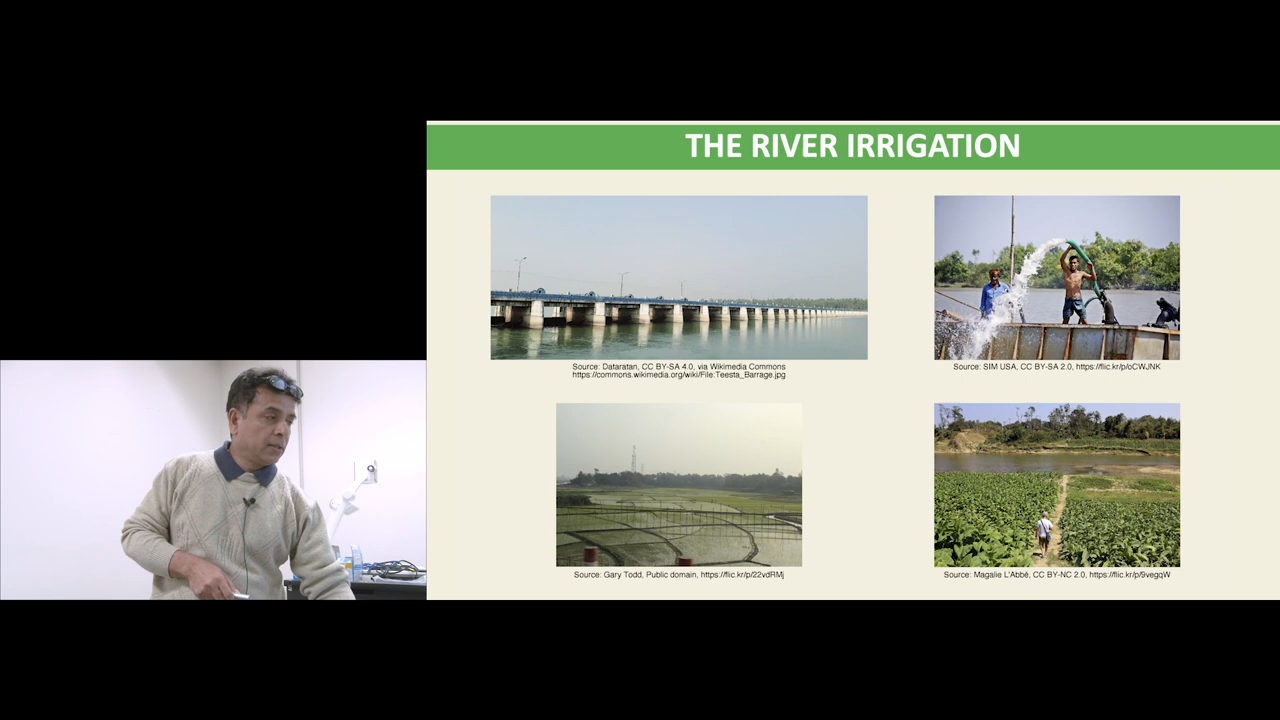 THE RIVER IRRIGATION
Source: Dataratan, CC BY-SA 4.0, via Wikimedia Commons
https://commons.wikimedia.org/wiki/File:Teesta_Barrage.jpg
Source: SIM USA, CC BY-SA 2.0, https://flic.kr/p/oCWJNK
Source: Gary Todd, Public domain, https://flic.kr/p/22vdRMj
Source: Magalie L'Abbé, CC BY-NC 2.0, https://flic.kr/p/9vegqW